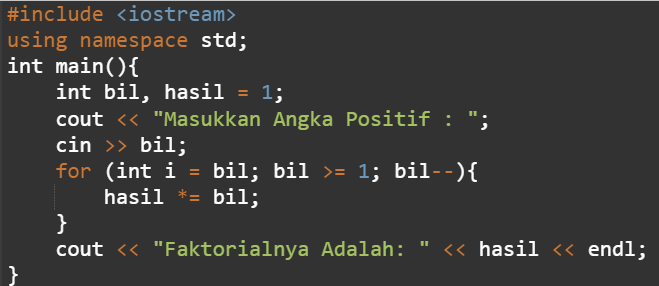 #include <iostream>
using namespace std;
int main(){
    int bil, hasil = 1;
    cout << "Masukkan Angka Positif : ";
    cin >> bil;
    for (int i = bil; bil >= 1; bil--){
        hasil *= bil;
    }
    cout << "Faktorialnya Adalah: " << hasil << endl;
}